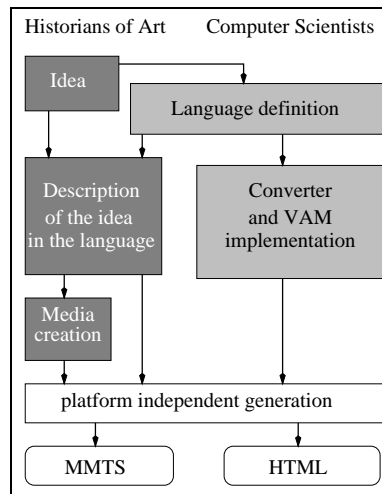 Historians of Art
Computer Scientists
Idea
Language definition
Description
of the idea
in the language
Converter
and VAM
implementation
Media
creation
platform independent generation
MMTS
HTML